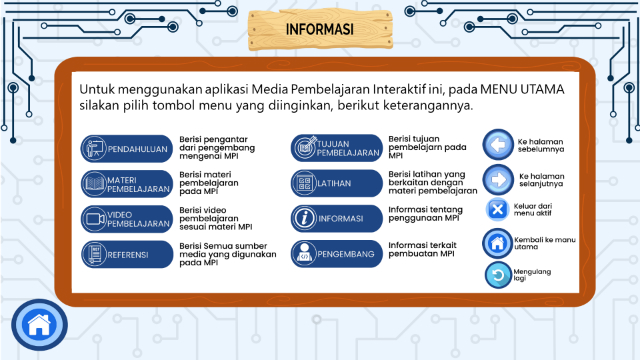 INFORMASI
Untuk menggunakan aplikasi Media Pembelajaran Interaktif ini, pada MENU UTAMA
silakan pilih tombol menu yang diinginkan, berikut keterangannya.
PENDAHULUAN
Berisi pengantar
dari pengembang
mengenai MPI
MATERI
PEMBELAJARAN
Berisi materi
pembelajaran
pada MPI
VIDEO
PEMBELAJARAN
Berisi video
pembelajaran
sesuai materi MPI
REFERENSI
Berisi Semua sumber
media yang digunakan
pada MPI
TUJUAN
PEMBELAJARAN
Berisi tujuan
pembelajarn pada
MPI
LATIHAN
Berisi latihan yang
berkaitan dengan
materi pembelajaran
INFORMASI
Informasi tentang
penggunaan MPI
PENGEMBANG
Informasi terkait
pembuatan MPI
Ke halaman
sebelumnya
Ke halaman
selanjutnya
Keluar dari
menu aktif
Kembali ke manu
utama
Mengulang
lagi